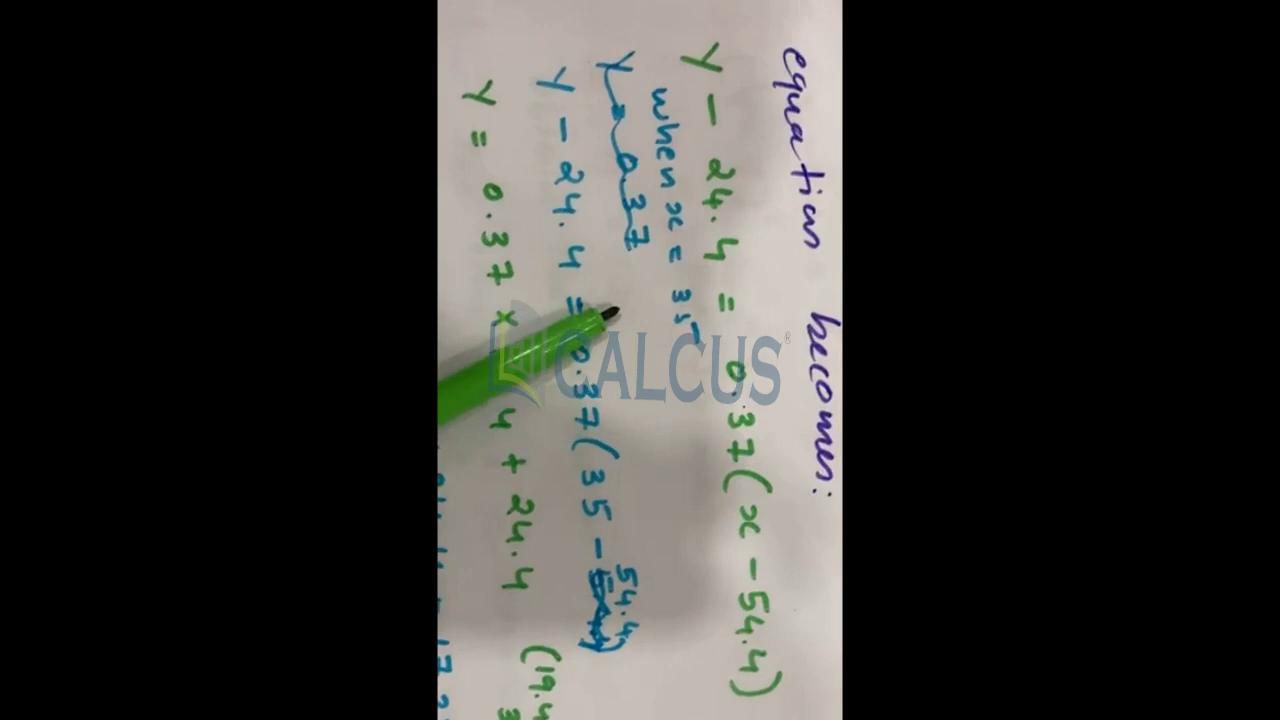 equation becomes:
y - 24.4 = 0.37(x - 54.4)
when x = 35
y = 0.37
y - 24.4 = 0.37(35 - 54.4)
y = 0.37 x 4 + 24.4 (19.4
CALCUS®